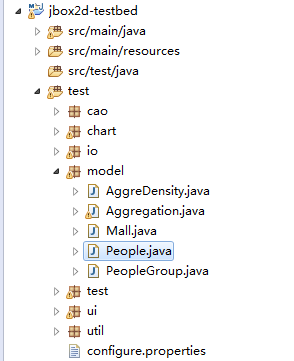 jbox2d-testbed
src/main/java
src/main/resources
src/test/java
test
cao
chart
io
model
AggreDensity.java
Aggregation.java
Mall.java
People.java
PeopleGroup.java
test
ui
util
configure.properties